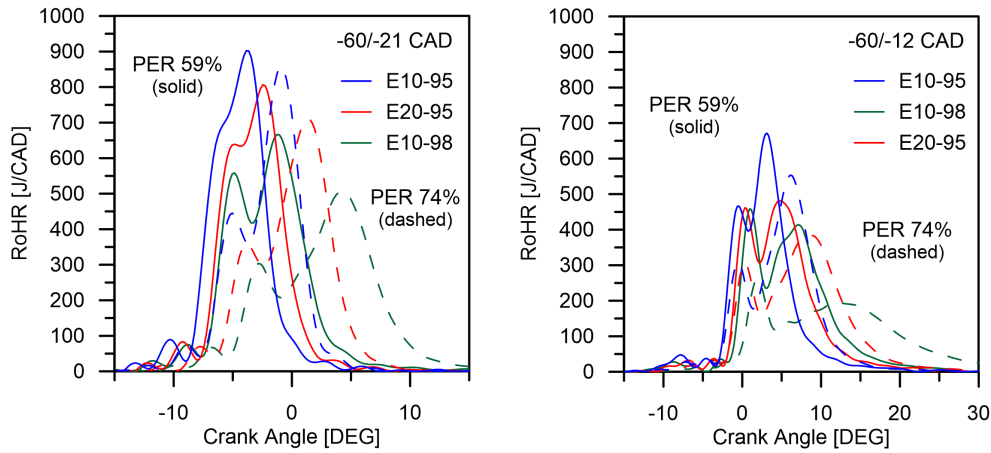 1000
900
800
700
600
500
400
300
200
100
0
RoHR [J/CAD]
-60/-21 CAD
PER 59%
(solid)
E10-95
E20-95
E10-98
PER 74%
(dashed)
-10
0
10
Crank Angle [DEG]
1000
900
800
700
600
500
400
300
200
100
0
RoHR [J/CAD]
-60/-12 CAD
PER 59%
(solid)
E10-95
E10-98
E20-95
PER 74%
(dashed)
-10
0
10
20
30
Crank Angle [DEG]